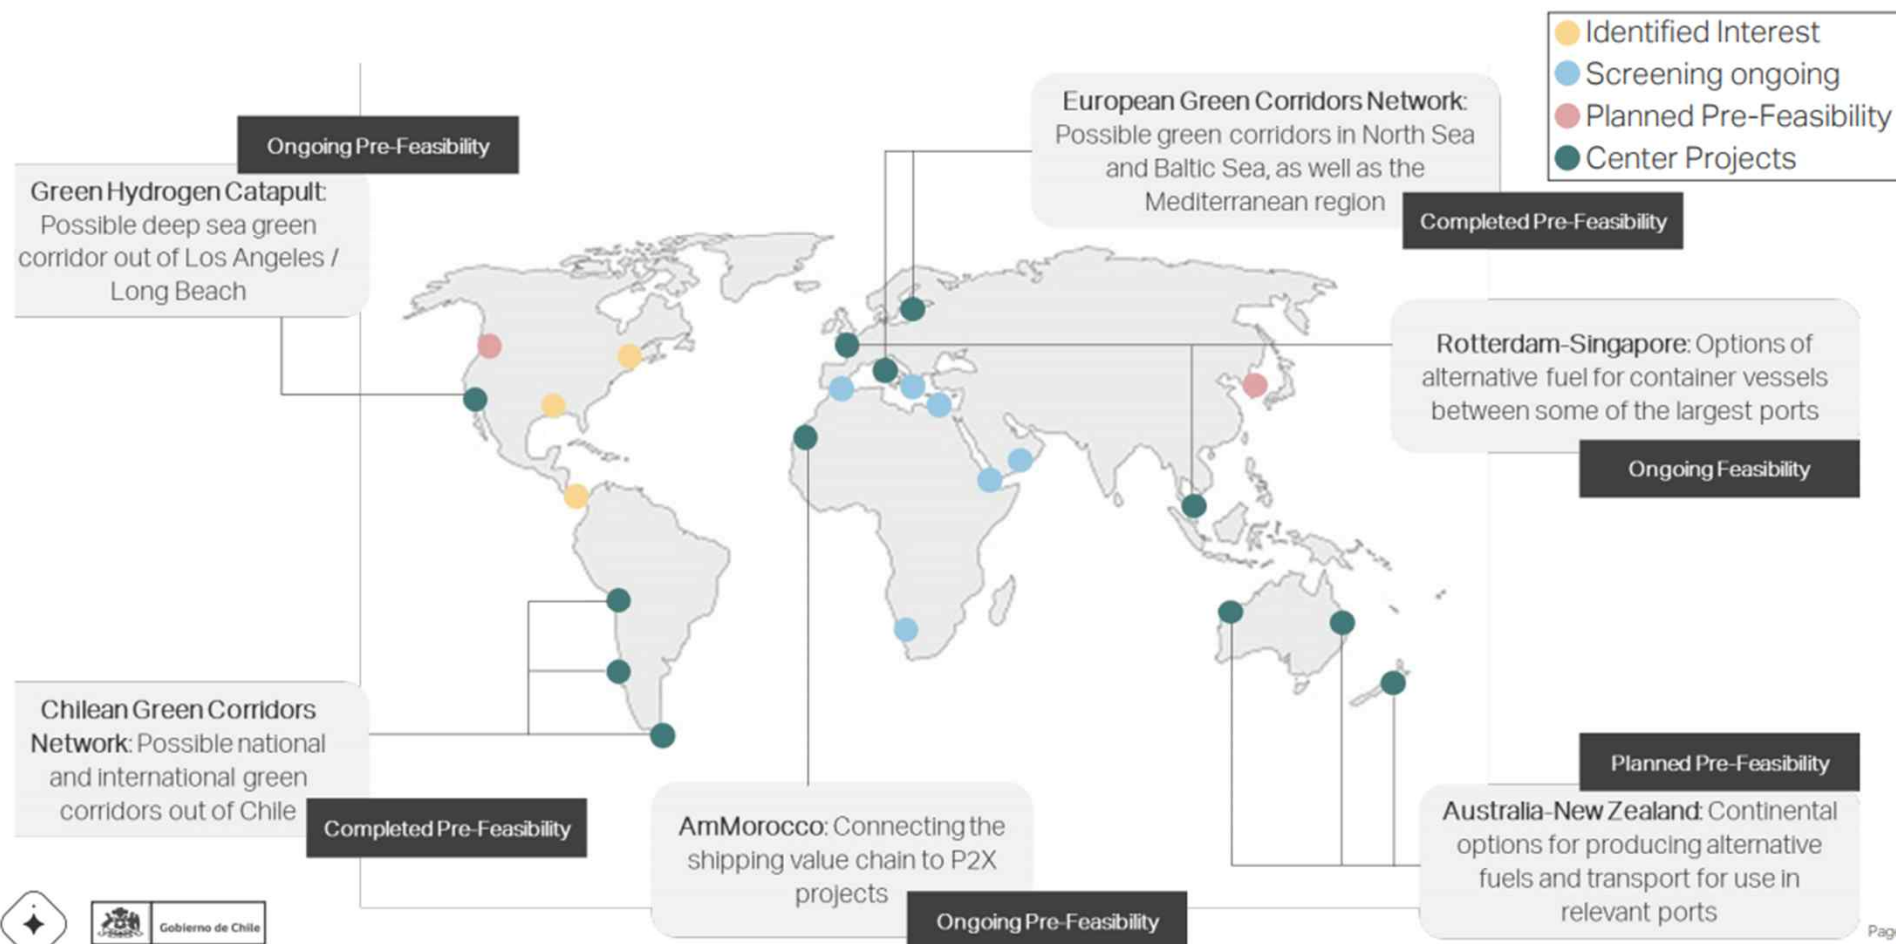 Identified Interest
Screening ongoing
Planned Pre-Feasibility
Center Projects
Ongoing Pre-Feasibility
Green Hydrogen Catapult:
Possible deep sea green
corridor out of Los Angeles /
Long Beach
European Green Corridors Network:
Possible green corridors in North Sea
and Baltic Sea, as well as the
Mediterranean region
Completed Pre-Feasibility
Rotterdam-Singapore: Options of
alternative fuel for container vessels
between some of the largest ports
Ongoing Feasibility
Chilean Green Corridors
Network: Possible national
and international green
corridors out of Chile
Completed Pre-Feasibility
AmMorocco: Connecting the
shipping value chain to P2X
projects
Ongoing Pre-Feasibility
Planned Pre-Feasibility
Australia-New Zealand: Continental
options for producing alternative
fuels and transport for use in
relevant ports
Gobierno de Chile
Page